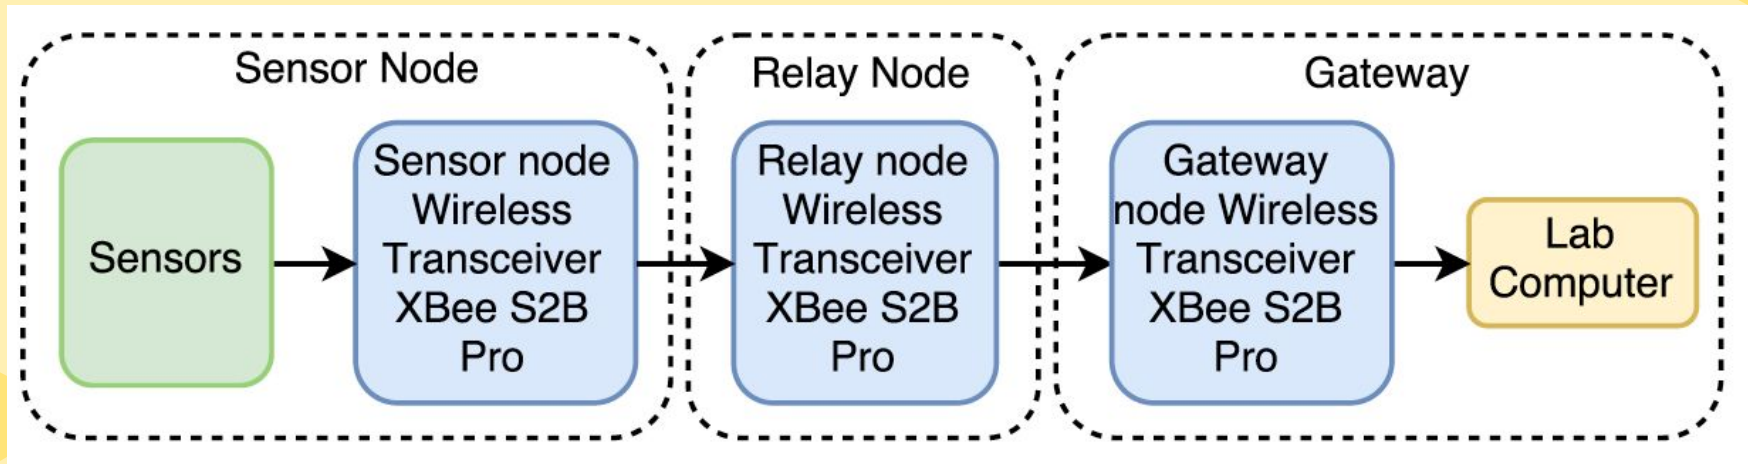 Sensor Node
Sensors
Sensor node
Wireless
Transceiver
XBee S2B
Pro
Relay Node
Relay node
Wireless
Transceiver
XBee S2B
Pro
Gateway
Gateway
node Wireless
Transceiver
XBee S2B
Pro
Lab
Computer